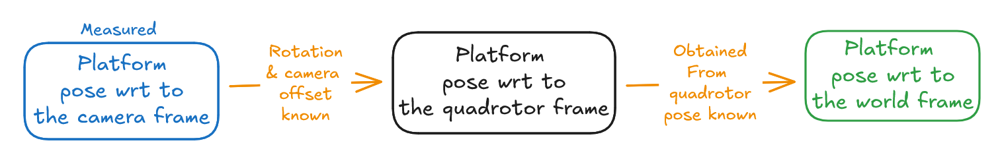 Measured
Platform
pose wrt to
the camera frame
Rotation
& camera
offset
known
Platform
pose wrt to
the quadrotor frame
Obtained
From
quadrotor
pose known
Platform
pose wrt to
the world frame